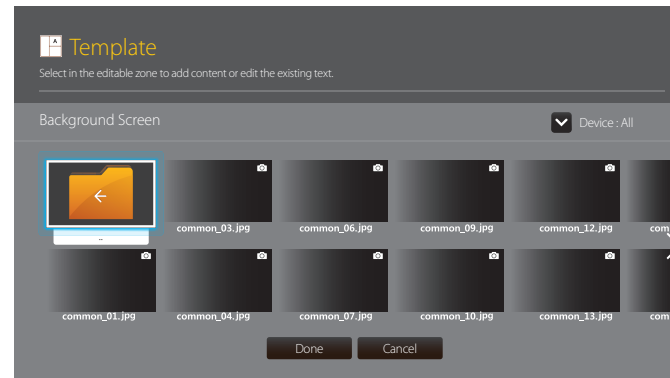 A
Template
Select in the editable zone to add content or edit the existing text.
Background Screen
Device : All
common_03.jpg common_06.jpg common_09.jpg common_12.jpg com
..
common_01.jpg common_04.jpg common_07.jpg common_10.jpg common_13.jpg com
Done Cancel